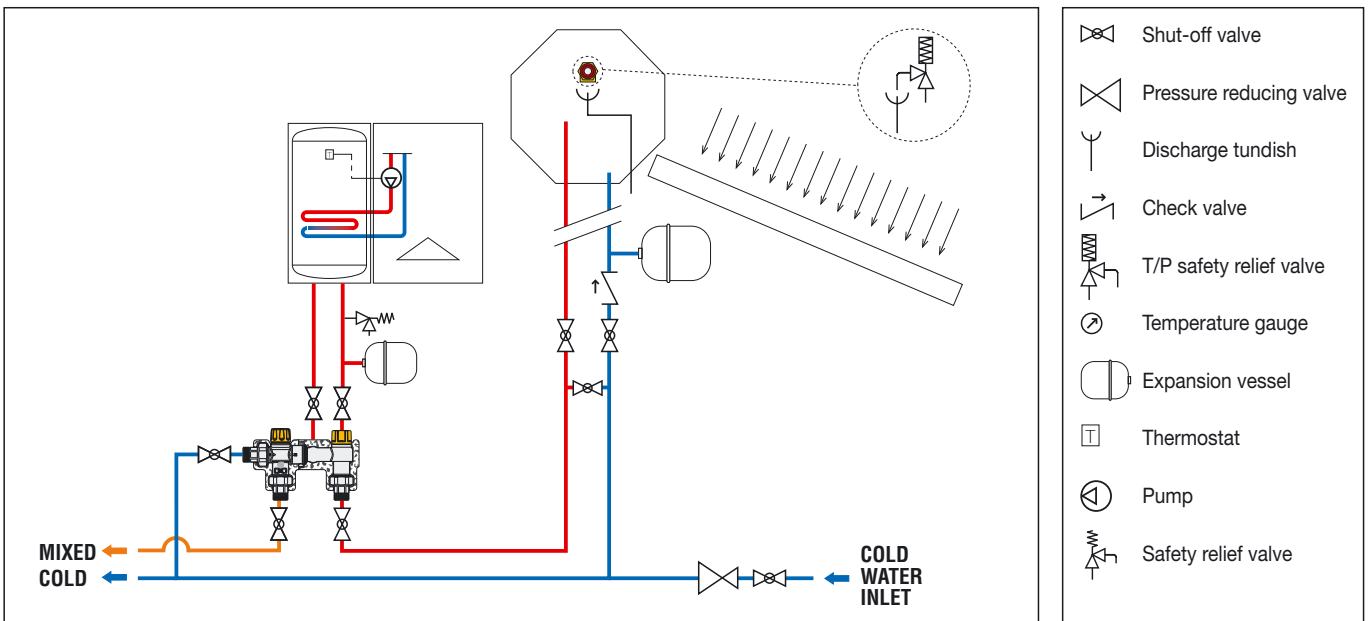 T
MIXED
COLD
COLD
WATER
INLET
Shut-off valve
Pressure reducing valve
Discharge tundish
Check valve
T/P safety relief valve
Temperature gauge
Expansion vessel
T
Thermostat
Pump
Safety relief valve